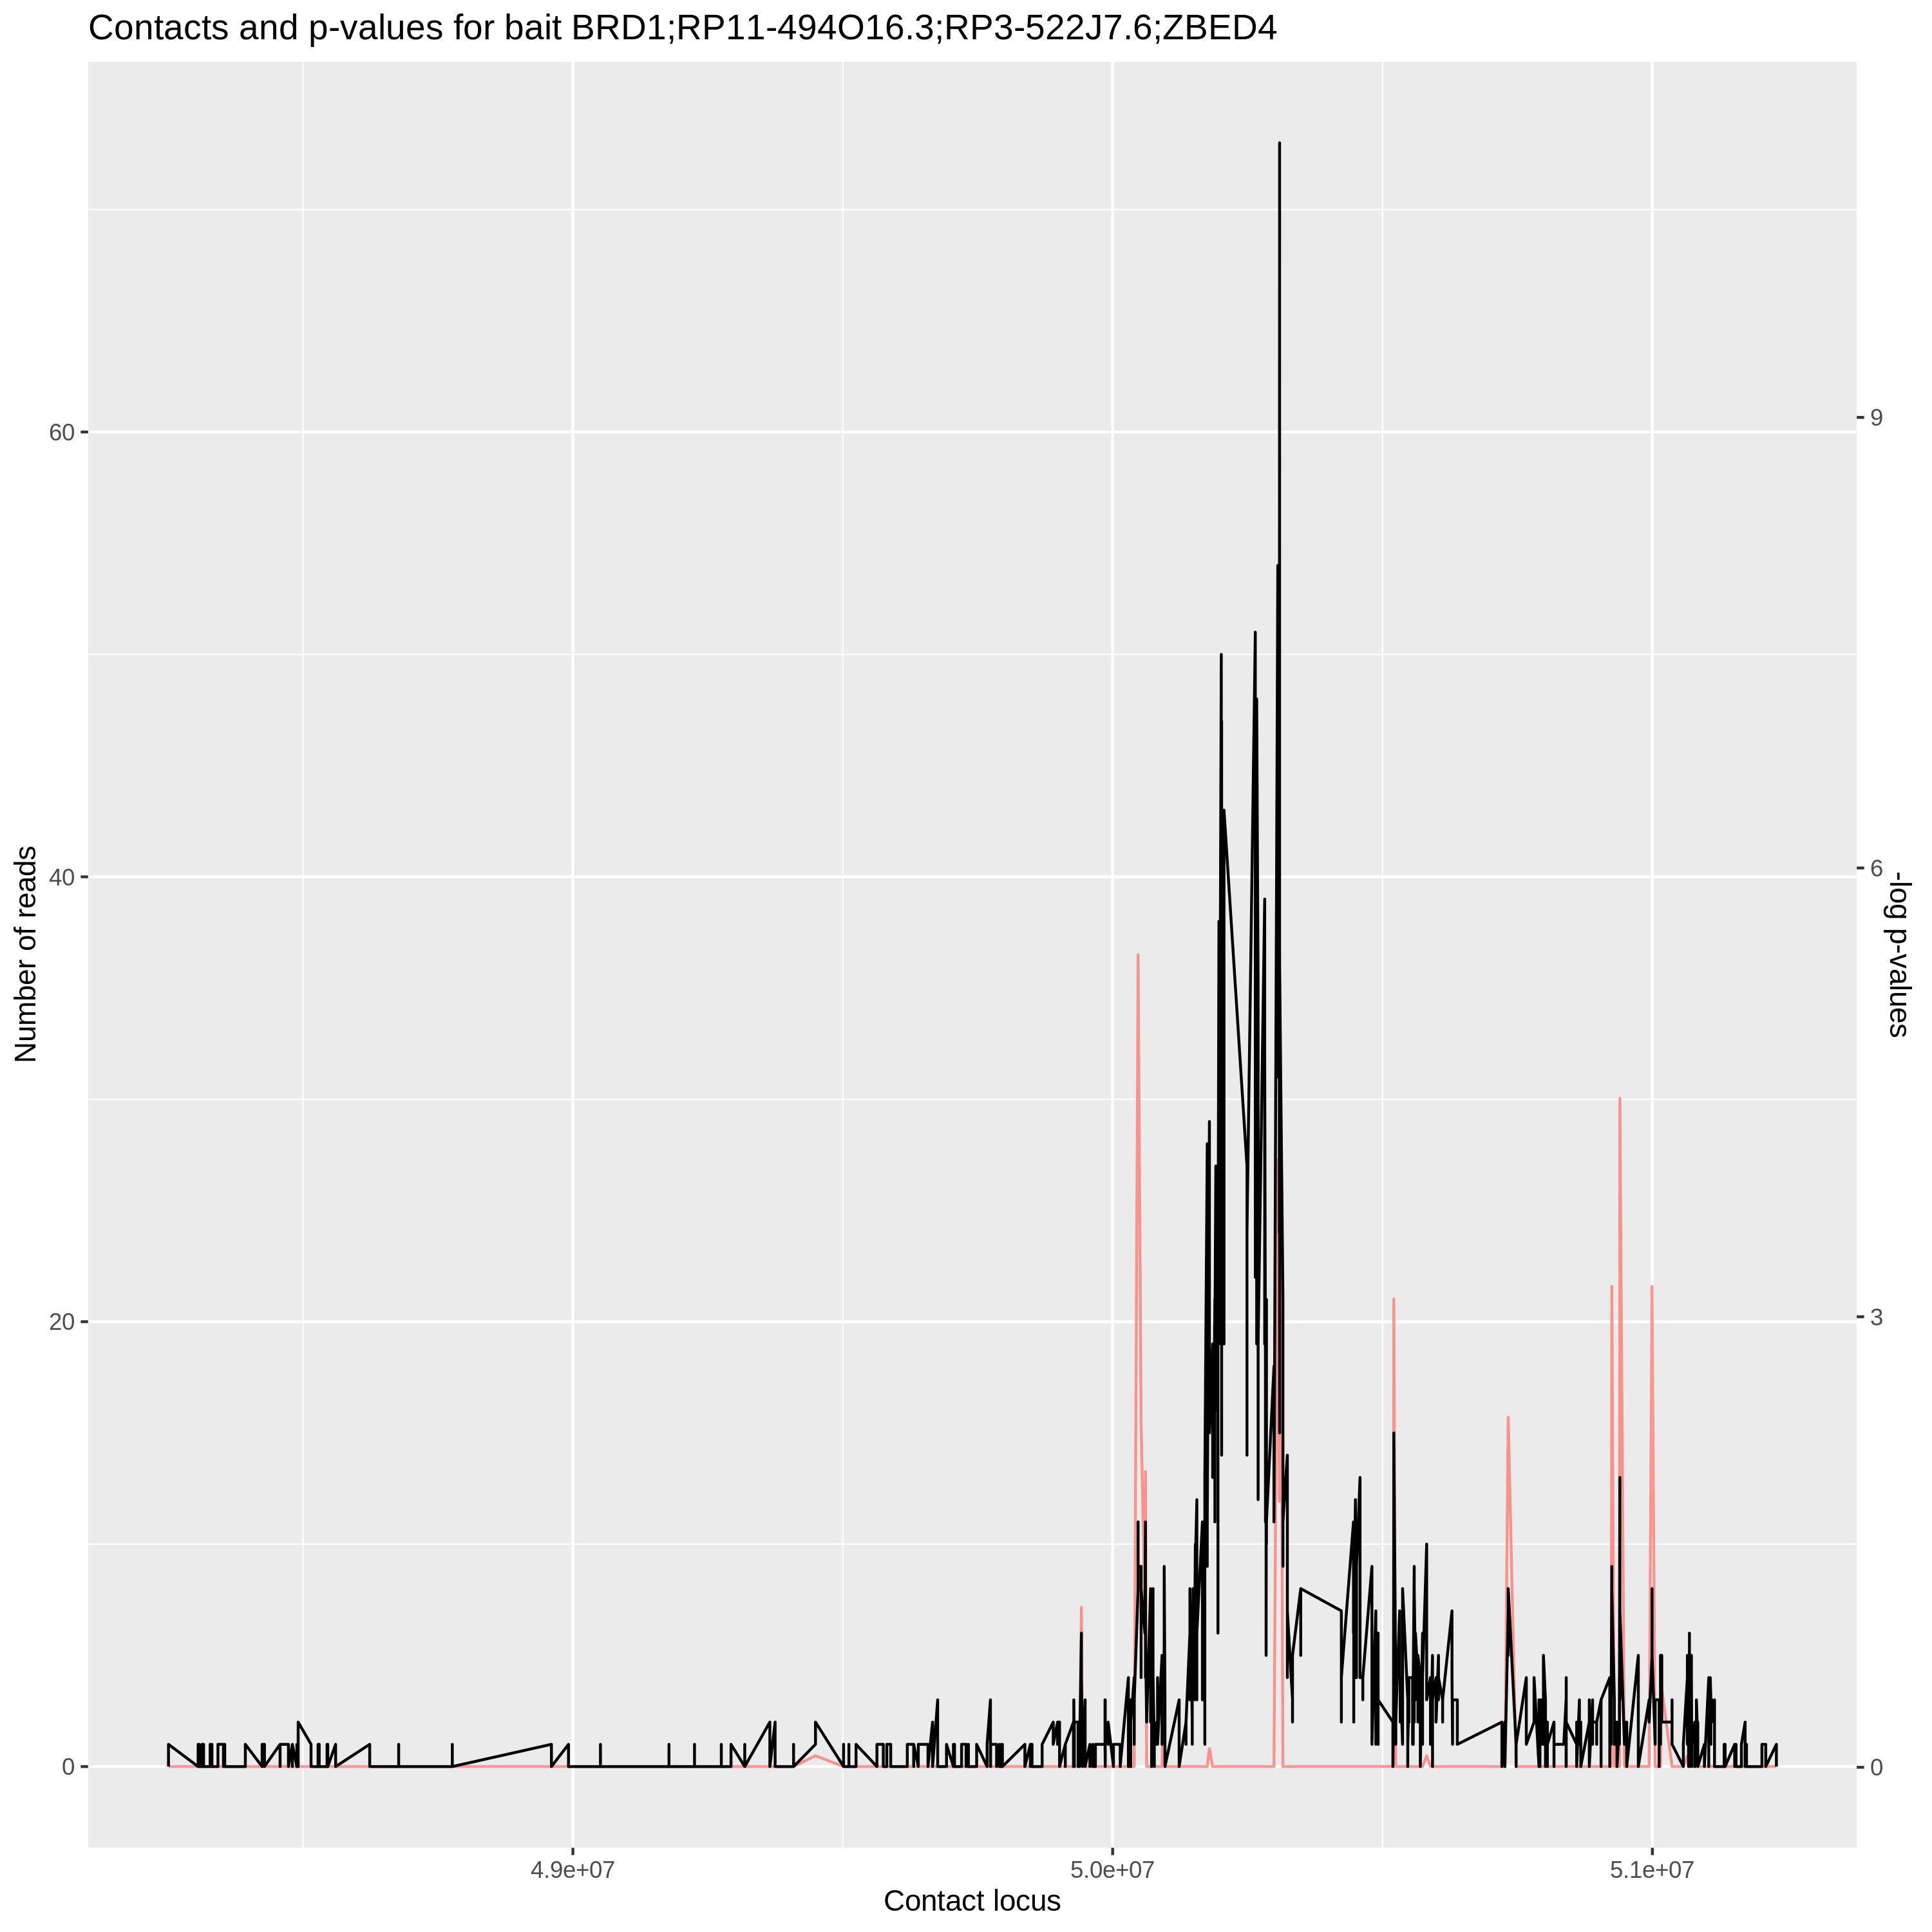 Contacts and p-values for bait BRD1;RP11-494O16.3;RP3-522J7.6;ZBED4
Number of reads
60
40
20
0
9
6
3
0
-log p-values
4.9e+07 5.0e+07 5.1e+07
Contact locus